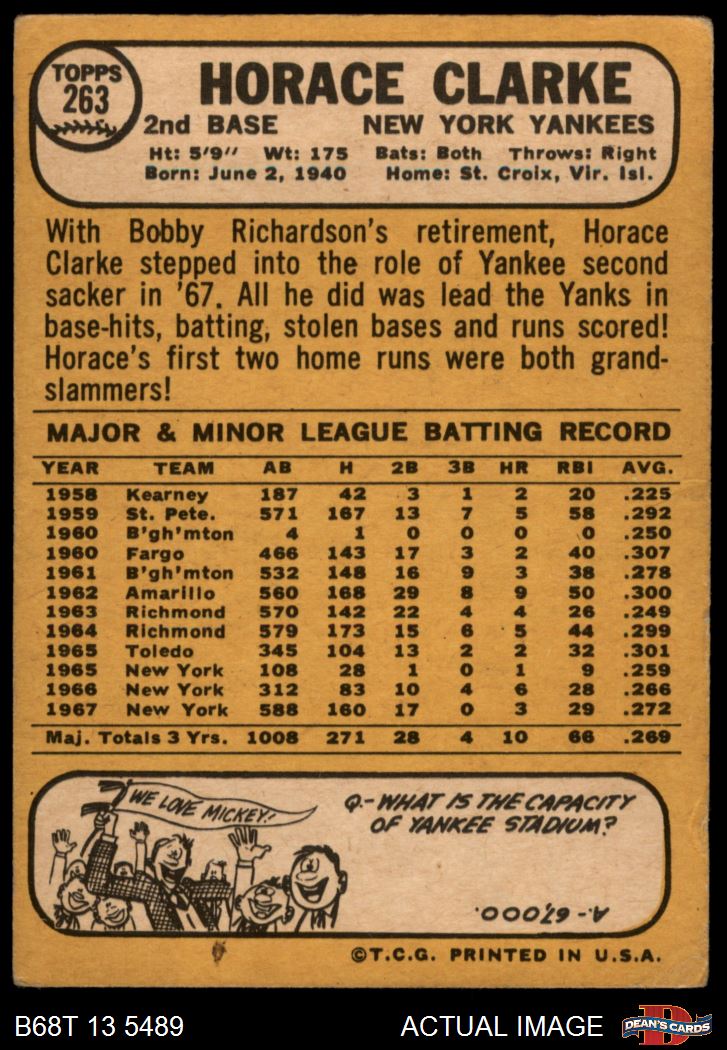 TOPPS
263
HORACE CLARKE
2nd BASE NEW YORK YANKEES
Ht: 5'9" Wt: 175 Bats: Both Throws: Right
Born: June 2, 1940 Home: St. Croix, Vir. Isl.
With Bobby Richardson's retirement, Horace
Clarke stepped into the role of Yankee second
sacker in '67. All he did was lead the Yanks in
base-hits, batting, stolen bases and runs scored!
Horace's first two home runs were both grand-
slammers!
MAJOR & MINOR LEAGUE BATTING RECORD
YEAR TEAM AB H 2B 3B HR RBI AVG.
1958 Kearney 187 42 3 1 2 20 .225
1959 St. Pete. 571 167 13 7 5 58 .292
1960 B'gh'mton 4 1 0 0 0 0 .250
1960 Fargo 466 143 17 3 2 40 .307
1961 B'gh'mton 532 148 16 9 3 38 .278
1962 Amarillo 560 168 29 8 9 50 .300
1963 Richmond 570 142 22 4 4 26 .249
1964 Richmond 579 173 15 6 5 44 .299
1965 Toledo 345 104 13 2 2 32 .301
1965 New York 108 28 1 0 1 9 .259
1966 New York 312 83 10 4 6 28 .266
1967 New York 588 160 17 0 3 29 .272
Maj. Totals 3 Yrs. 1008 271 28 4 10 66 .269
WE LOVE MICKEY!
Q.- WHAT IS THE CAPACITY
OF YANKEE STADIUM?
A.- 67,000.
©T.C.G. PRINTED IN U.S.A.
B68T 13 5489 ACTUAL IMAGE
D
DEAN'S CARDS